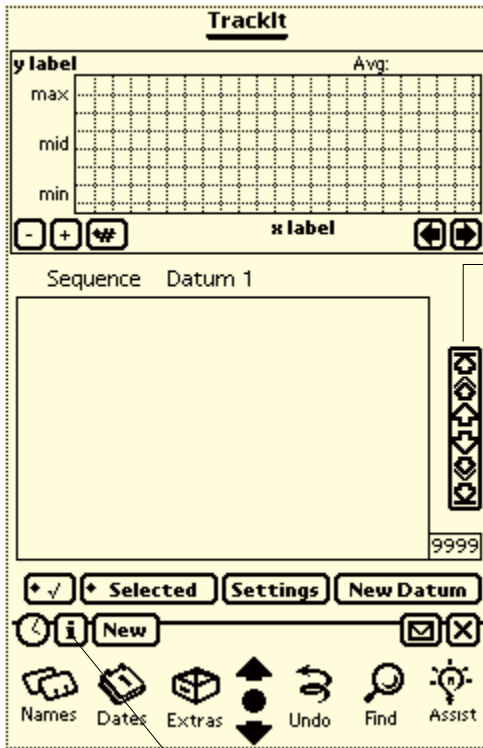 TrackIt
y label Avg:
max
mid
min
- + # x label
Sequence Datum 1
9999
√ Selected Settings New Datum
i New
Names Dates Extras Undo Find Assist